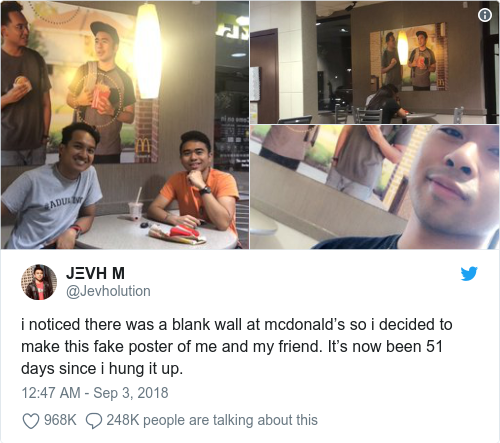 JΞVH M
@Jevholution
i noticed there was a blank wall at mcdonald's so i decided to
make this fake poster of me and my friend. It's now been 51
days since i hung it up.
12:47 AM - Sep 3, 2018
968K 248K people are talking about this